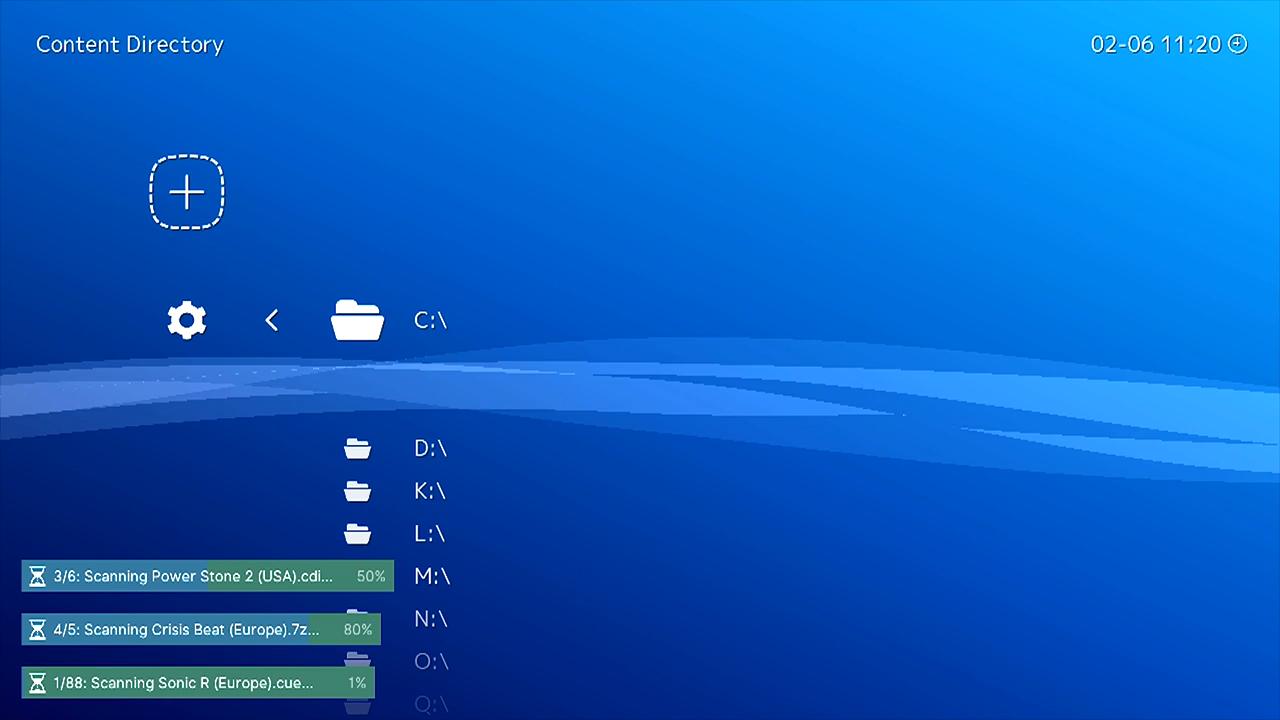 Content Directory
02-06 11:20
C:\
D:\
K:\
L:\
3/6: Scanning Power Stone 2 (USA).cdi... 50%
M:\
N:\
4/5: Scanning Crisis Beat (Europe).7z... 80%
O:\
1/88: Scanning Sonic R (Europe).cue... 1%
Q:\